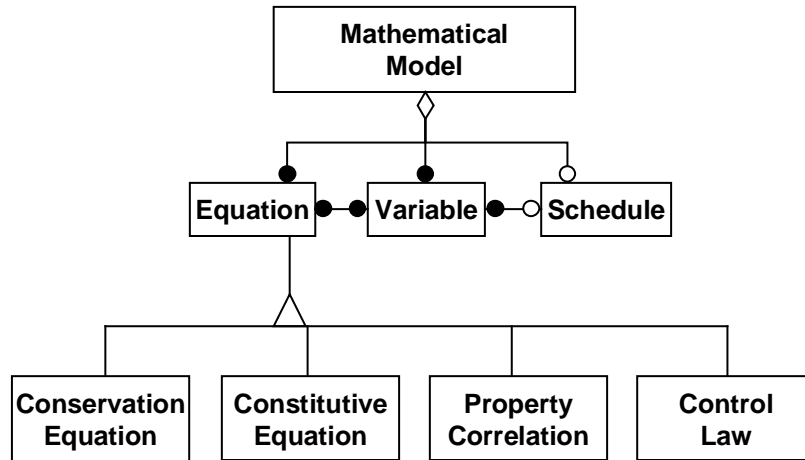 Mathematical
Model
Equation
Variable
Schedule
Conservation
Equation
Constitutive
Equation
Property
Correlation
Control
Law